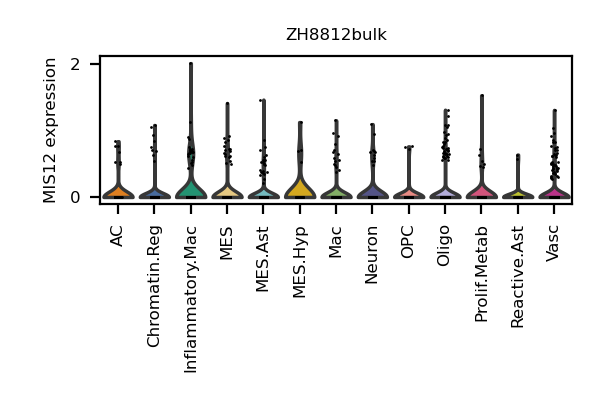 ZH8812bulk
MIS12 expression
2
0
AC
Chromatin.Reg
Inflammatory.Mac
MES
MES.Ast
MES.Hyp
Mac
Neuron
OPC
Oligo
Prolif.Metab
Reactive.Ast
Vasc